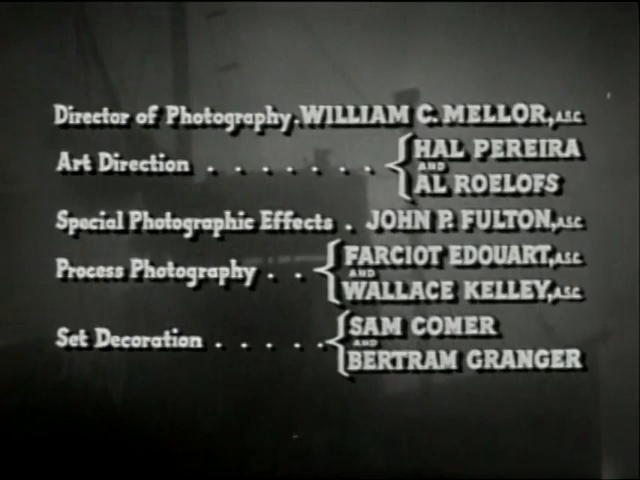 Director of Photography. WILLIAM C. MELLOR, A.S.C.
Art Direction . . . . . . . { HAL PEREIRA
AND
AL ROELOFS
Special Photographic Effects . JOHN P. FULTON, A.S.C.
Process Photography . . { FARCIOT EDOUART, A.S.C.
AND
WALLACE KELLEY, A.S.C.
Set Decoration . . . . . { SAM COMER
AND
BERTRAM GRANGER